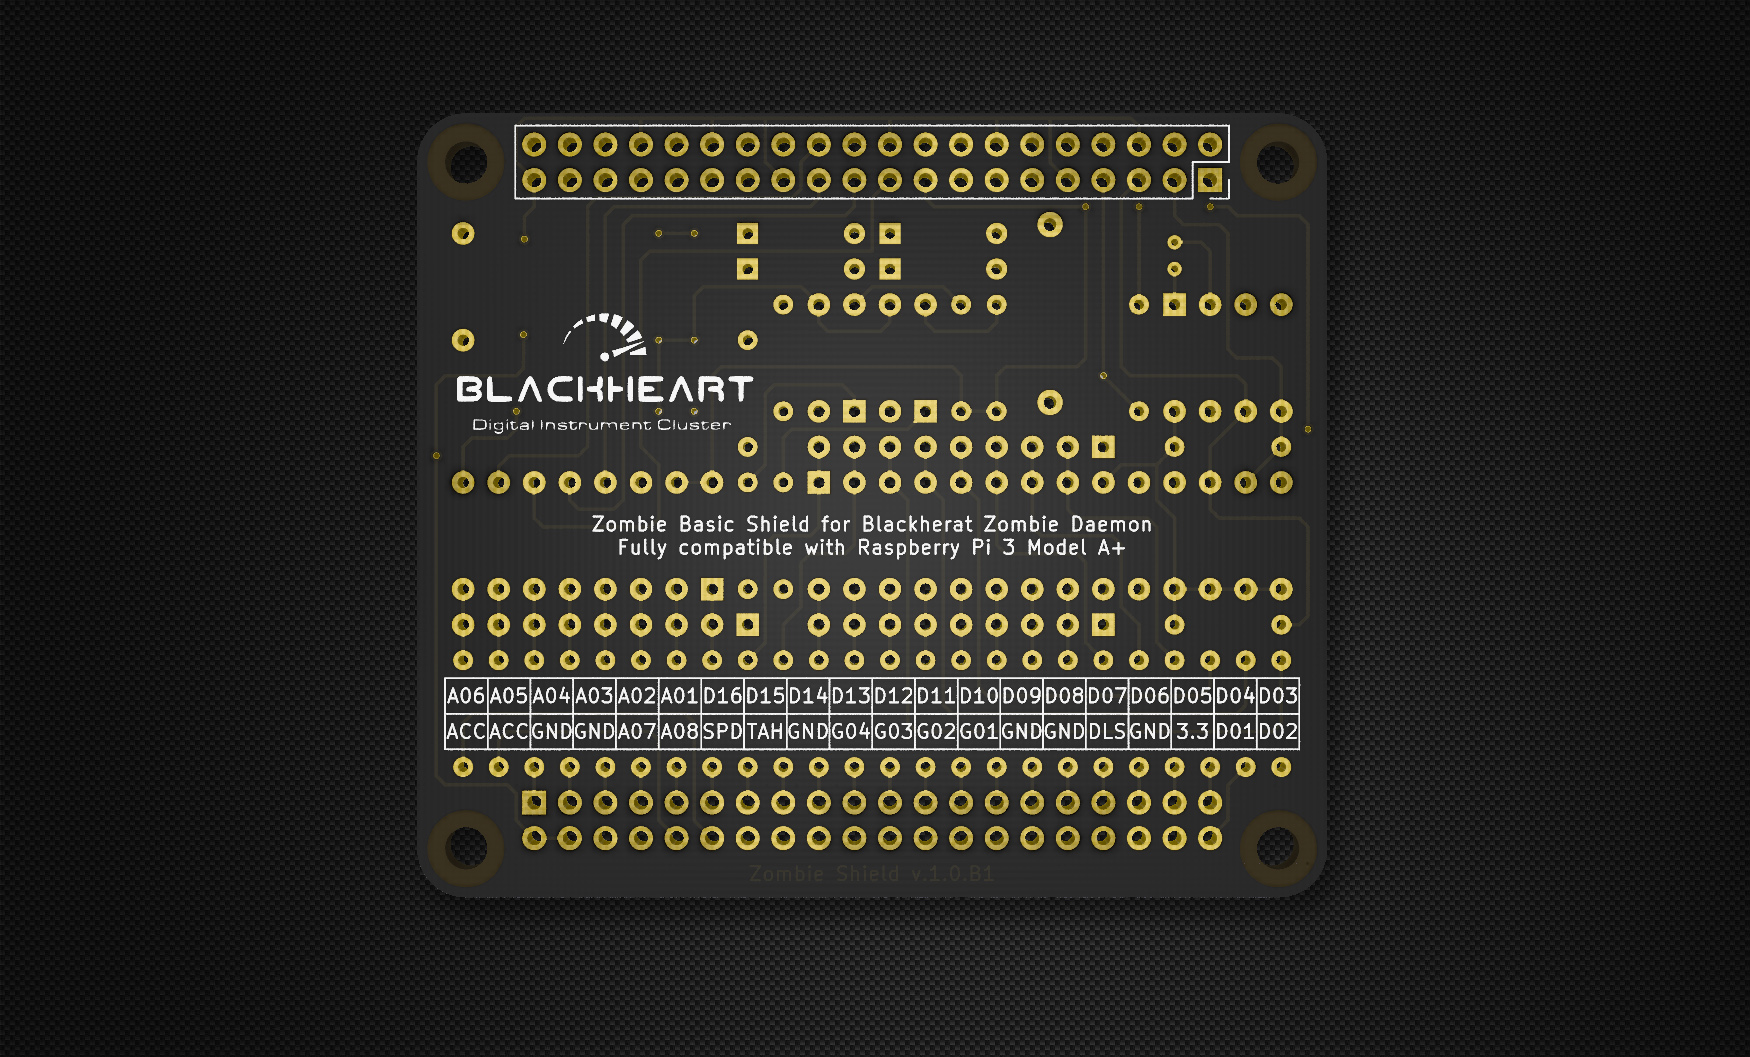 BLACKHEART
Digital Instrument Cluster
Zombie Basic Shield for Blackherat Zombie Daemon
Fully compatible with Raspberry Pi 3 Model A+
A06 A05 A04 A03 A02 A01 D16 D15 D14 D13 D12 D11 D10 D09 D08 D07 D06 D05 D04 D03
ACC ACC GND GND A07 A08 SPD TAH GND G04 G03 G02 G01 GND GND DLS GND 3.3 D01 D02
Zombie Shield v.1.0.B1